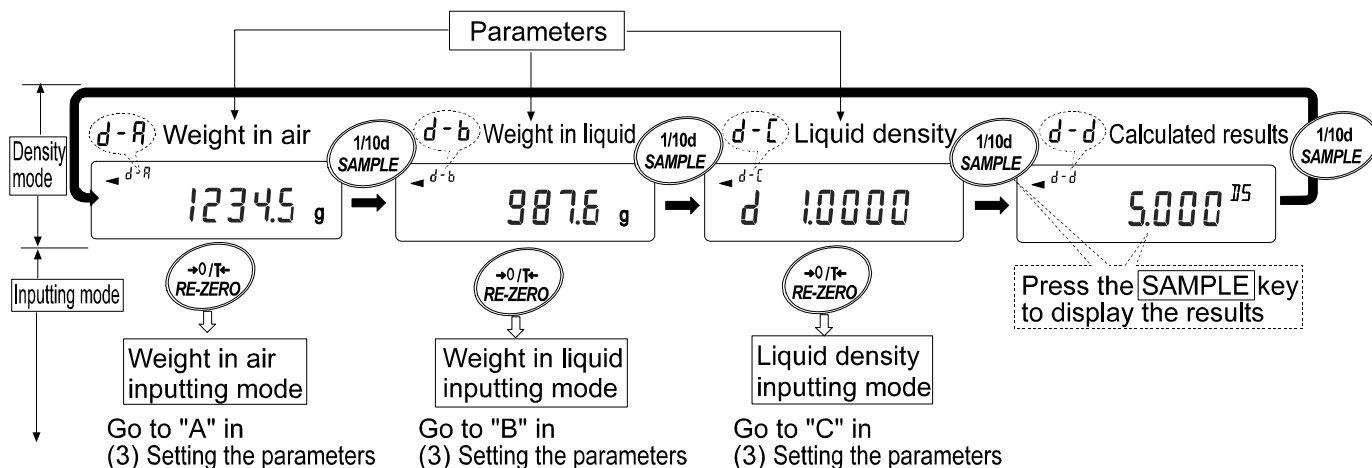 Parameters
Density
mode
d-A Weight in air
1/10d
SAMPLE
d-b Weight in liquid
1/10d
SAMPLE
d-C Liquid density
1/10d
SAMPLE
d-d Calculated results
1/10d
SAMPLE
◄ d-A
1234.5 g
◄ d-b
987.6 g
◄ d-C
d 1.0000
◄ d-d
5.000 DS
Inputting mode
→0/T←
RE-ZERO
→0/T←
RE-ZERO
→0/T←
RE-ZERO
Press the SAMPLE key
to display the results
Weight in air
inputting mode
Weight in liquid
inputting mode
Liquid density
inputting mode
Go to "A" in
(3) Setting the parameters
Go to "B" in
(3) Setting the parameters
Go to "C" in
(3) Setting the parameters